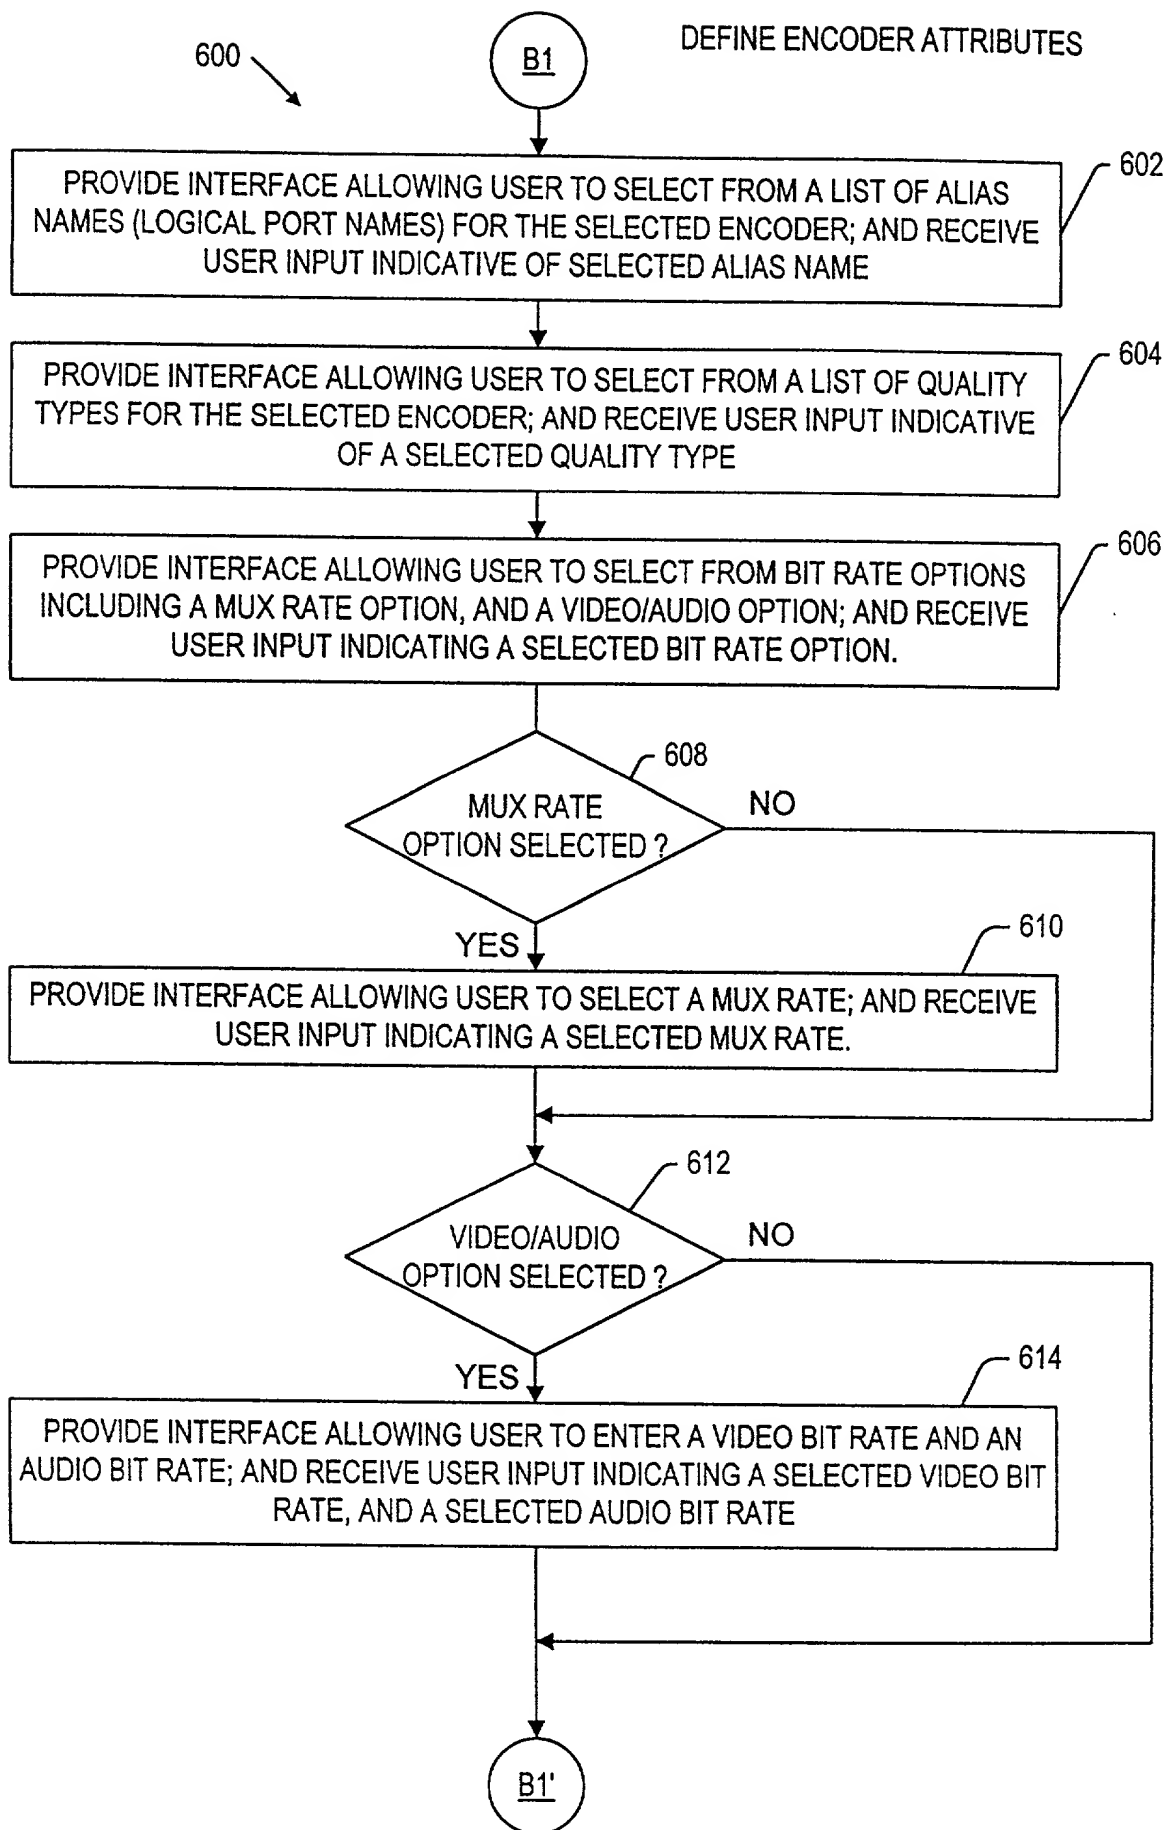 DEFINE ENCODER ATTRIBUTES
600
B1
602
PROVIDE INTERFACE ALLOWING USER TO SELECT FROM A LIST OF ALIAS
NAMES (LOGICAL PORT NAMES) FOR THE SELECTED ENCODER; AND RECEIVE
USER INPUT INDICATIVE OF SELECTED ALIAS NAME
604
PROVIDE INTERFACE ALLOWING USER TO SELECT FROM A LIST OF QUALITY
TYPES FOR THE SELECTED ENCODER; AND RECEIVE USER INPUT INDICATIVE
OF A SELECTED QUALITY TYPE
606
PROVIDE INTERFACE ALLOWING USER TO SELECT FROM BIT RATE OPTIONS
INCLUDING A MUX RATE OPTION, AND A VIDEO/AUDIO OPTION; AND RECEIVE
USER INPUT INDICATING A SELECTED BIT RATE OPTION.
608
MUX RATE
OPTION SELECTED ?
NO
YES
610
PROVIDE INTERFACE ALLOWING USER TO SELECT A MUX RATE; AND RECEIVE
USER INPUT INDICATING A SELECTED MUX RATE.
612
VIDEO/AUDIO
OPTION SELECTED ?
NO
YES
614
PROVIDE INTERFACE ALLOWING USER TO ENTER A VIDEO BIT RATE AND AN
AUDIO BIT RATE; AND RECEIVE USER INPUT INDICATING A SELECTED VIDEO BIT
RATE, AND A SELECTED AUDIO BIT RATE
B1'